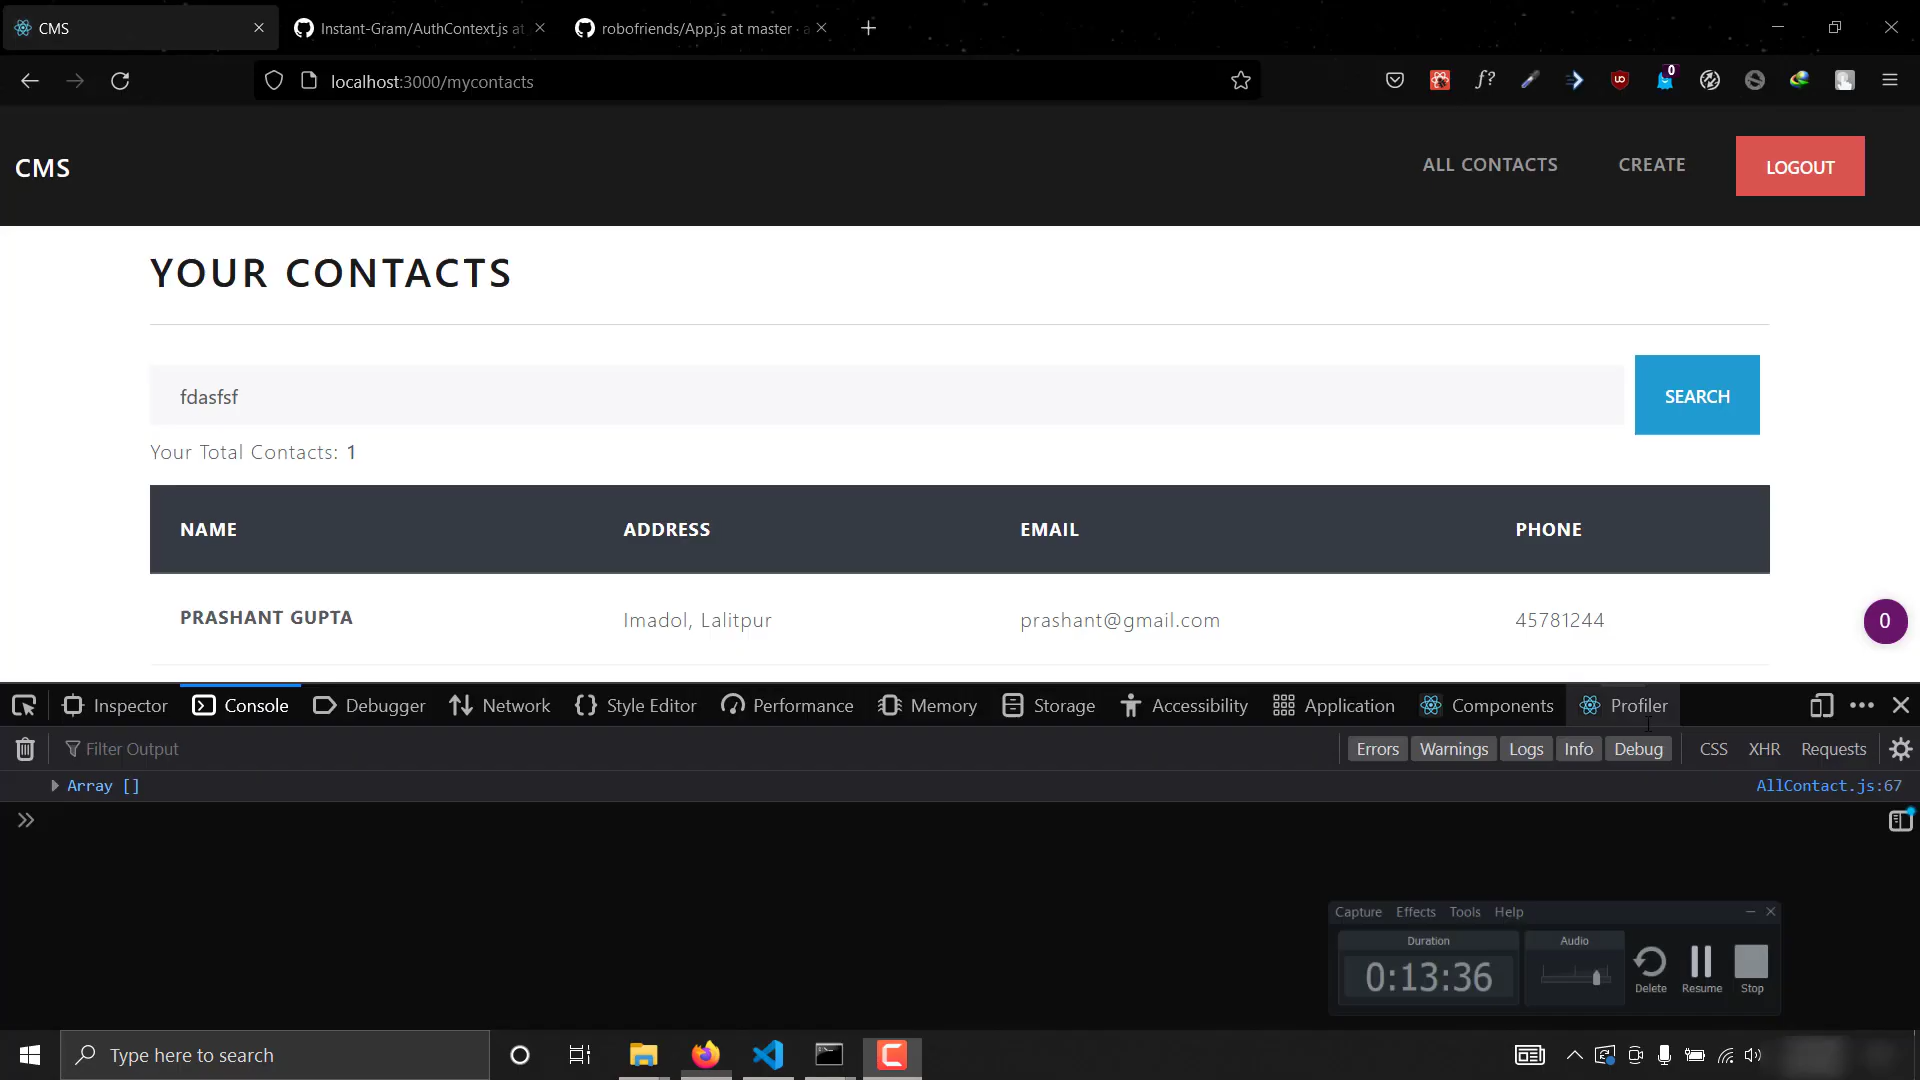 CMS
Instant-Gram/AuthContext.js at
robofriends/App.js at master · a
localhost:3000/mycontacts
f?
0
CMS
ALL CONTACTS
CREATE
LOGOUT
YOUR CONTACTS
fdasfsf
SEARCH
Your Total Contacts: 1
NAME ADDRESS EMAIL PHONE
PRASHANT GUPTA Imadol, Lalitpur prashant@gmail.com 45781244
0
Inspector Console Debugger Network Style Editor Performance Memory Storage Accessibility Application Components Profiler
Filter Output Errors Warnings Logs Info Debug CSS XHR Requests
Array [] AllContact.js:67
Capture Effects Tools Help
Duration Audio
0:13:36
Delete Resume Stop
Type here to search